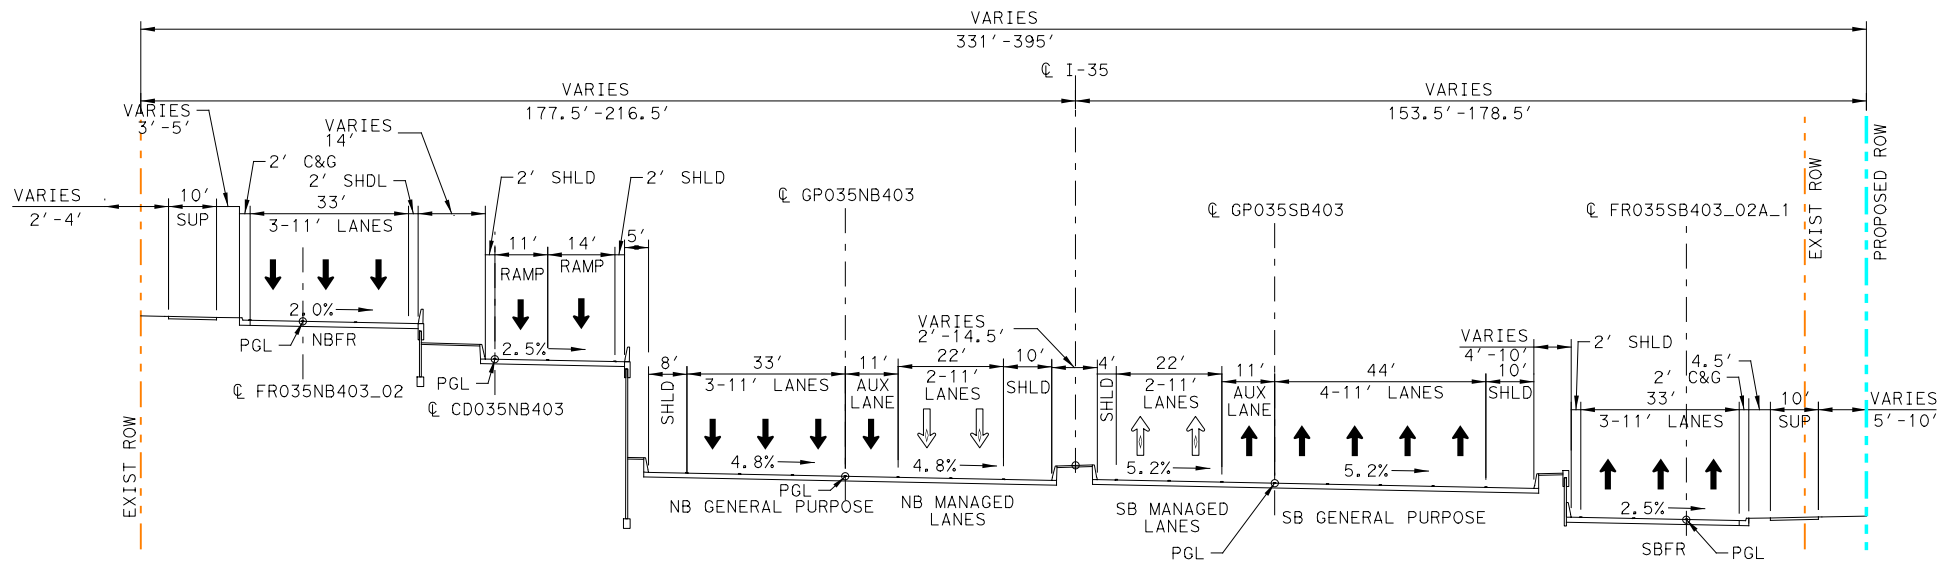 VARIES
331'-395'
℄ I-35
VARIES
177.5'-216.5'
VARIES
153.5'-178.5'
VARIES
3'-5'
VARIES
14'
2' C&G
2' SHDL
VARIES
2'-4'
10'
SUP
33'
3-11' LANES
2' SHLD
2' SHLD
℄ GP035NB403
℄ GP035SB403
℄ FR035SB403_02A_1
EXIST ROW
PROPOSED ROW
11'
RAMP
14'
RAMP
5'
2.0%
PGL
NBFR
℄ FR035NB403_02
2.5%
PGL
℄ CD035NB403
EXIST ROW
8'
SHLD
33'
3-11' LANES
11'
AUX
LANE
22'
2-11'
LANES
10'
SHLD
VARIES
2'-14.5'
4'
SHLD
22'
2-11'
LANES
11'
AUX
LANE
44'
4-11' LANES
10'
SHLD
VARIES
4'-10'
2' SHLD
33'
3-11' LANES
4.5'
2' C&G
10'
SUP
VARIES
5'-10'
4.8%
4.8%
5.2%
5.2%
2.5%
PGL
NB GENERAL PURPOSE
NB MANAGED
LANES
SB MANAGED
LANES
PGL
SB GENERAL PURPOSE
SBFR
PGL